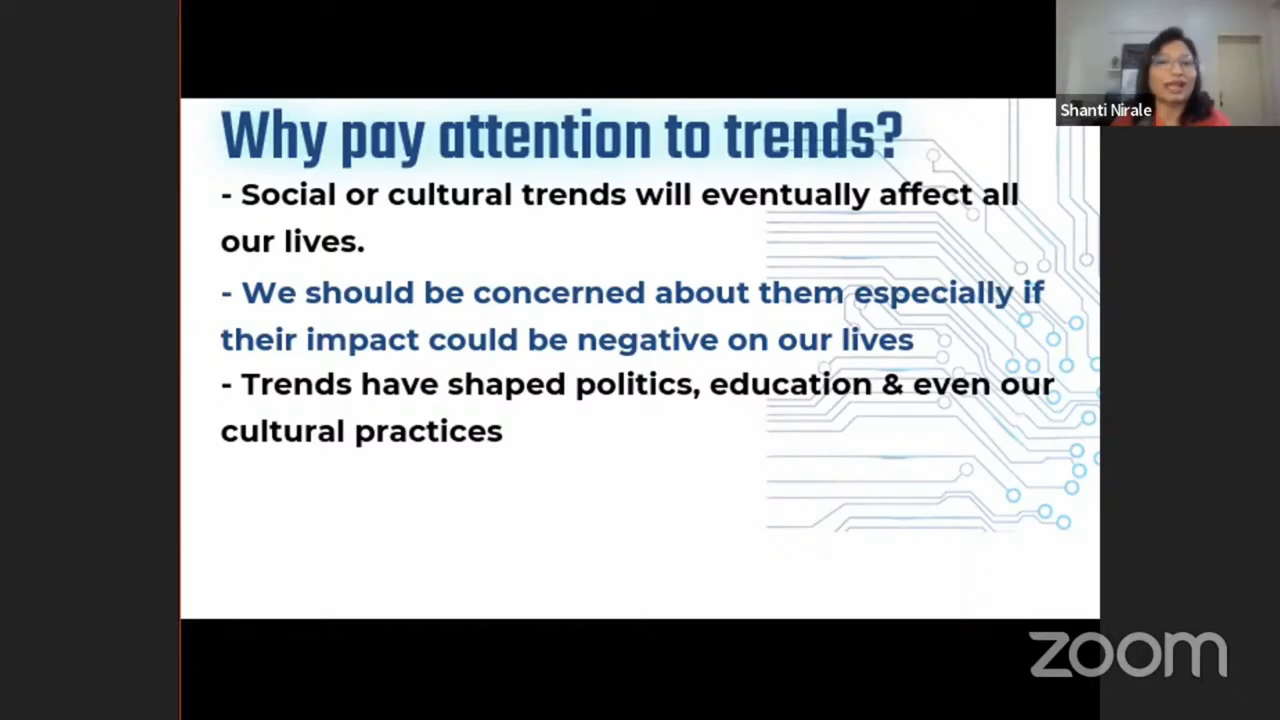 Why pay attention to trends?
- Social or cultural trends will eventually affect all
our lives.
- We should be concerned about them especially if
their impact could be negative on our lives
- Trends have shaped politics, education & even our
cultural practices
Shanti Nirale
zoom